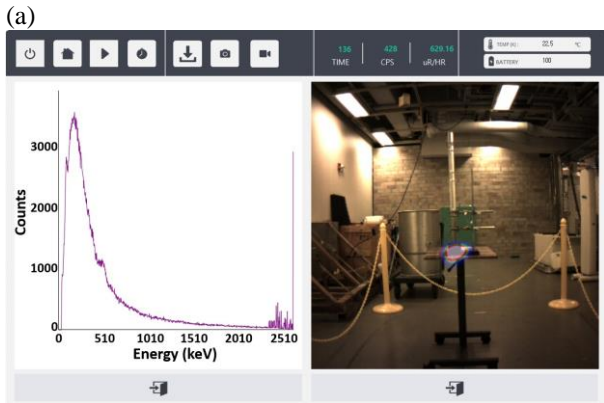 (a)
136 428 629.16
TIME CPS uR/HR
TEMP (N): 22.5 °C
BATTERY 100
3000
2000
1000
0
Counts
0 510 1010 1510 2010 2510
Energy (keV)